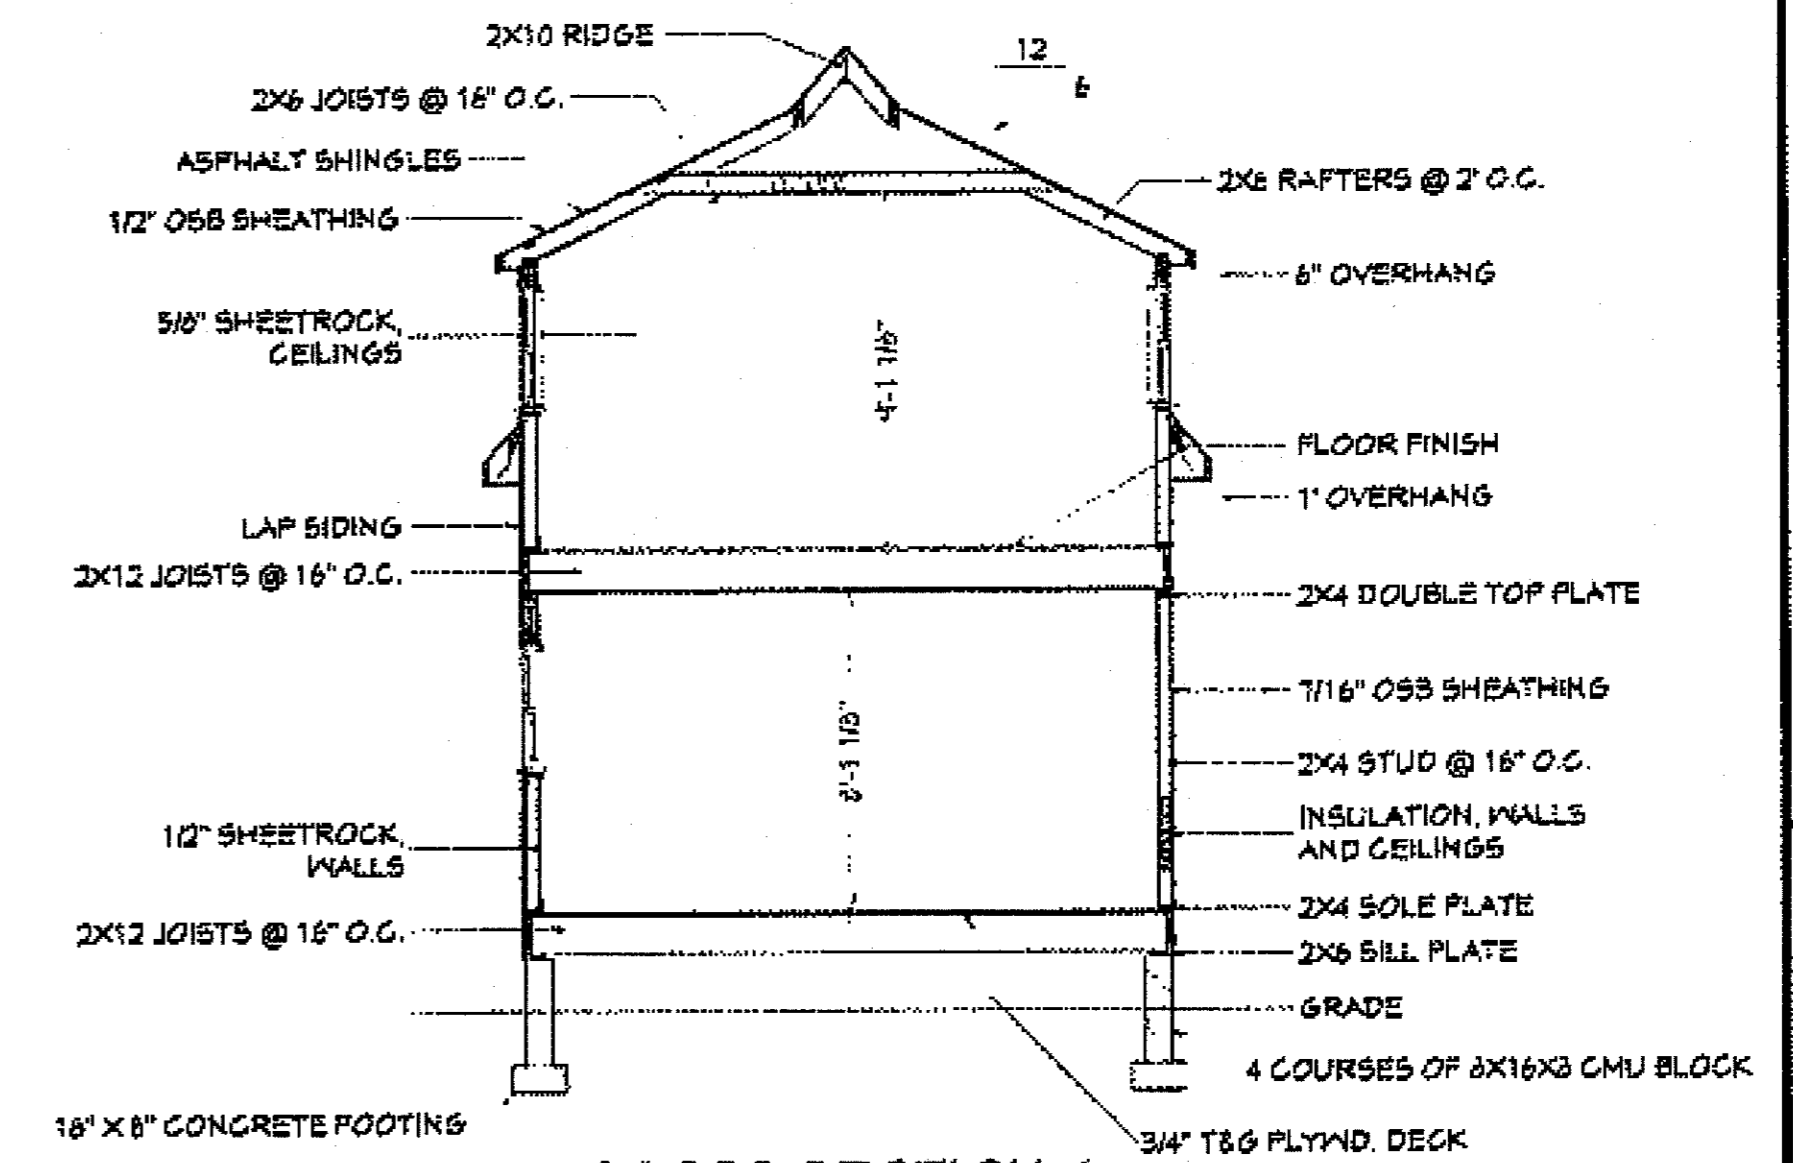 2X10 RIDGE
12
6
2X6 JOISTS @ 16" O.C.
ASPHALT SHINGLES
2X6 RAFTERS @ 2' O.C.
1/2" OSB SHEATHING
6" OVERHANG
5/8" SHEETROCK,
CEILINGS
FLOOR FINISH
1' OVERHANG
LAP SIDING
2X12 JOISTS @ 16" O.C.
2X4 DOUBLE TOP PLATE
7/16" OSB SHEATHING
2X4 STUD @ 16" O.C.
1/2" SHEETROCK,
WALLS
INSULATION, WALLS
AND CEILINGS
2X4 SOLE PLATE
2X12 JOISTS @ 16" O.C.
2X6 SILL PLATE
GRADE
4 COURSES OF 8X16X8 CMU BLOCK
16" X 8" CONCRETE FOOTING
3/4" T&G PLYWD. DECK